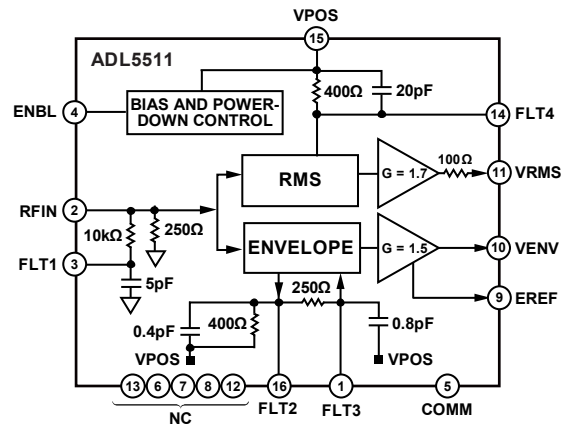 VPOS
15
ADL5511
400Ω
20pF
ENBL
4
BIAS AND POWER-
DOWN CONTROL
14
FLT4
RMS
G = 1.7
100Ω
11
VRMS
RFIN
2
10kΩ
250Ω
ENVELOPE
G = 1.5
10
VENV
FLT1
3
5pF
250Ω
9
EREF
0.4pF
400Ω
0.8pF
VPOS
VPOS
13
6
7
8
12
16
1
5
NC
FLT2
FLT3
COMM